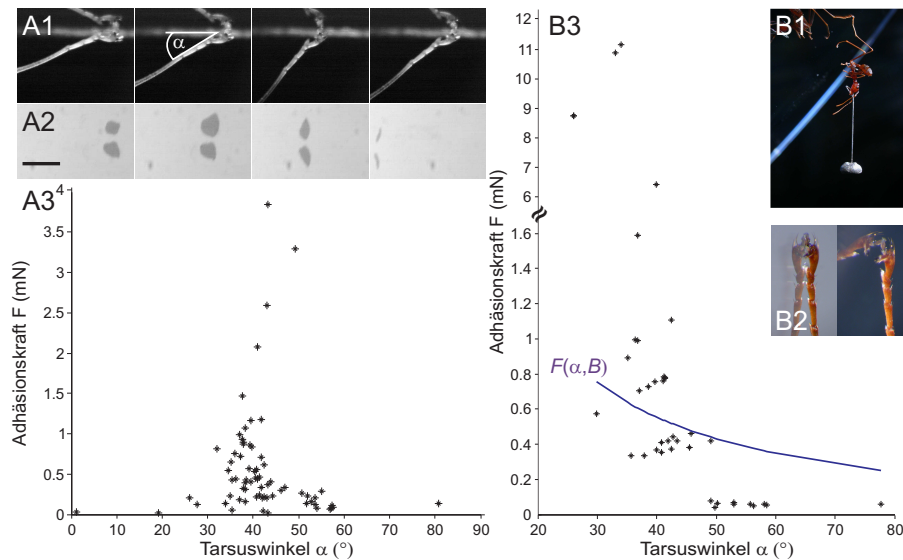 A1
α
A2
A3
Adhäsionskraft F (mN)
4
3.5
3
2.5
2
1.5
1
0.5
0
0 10 20 30 40 50 60 70 80 90
Tarsuswinkel α (°)
B3
Adhäsionskraft F (mN)
13
12
11
10
9
8
7
6
1.6
1.4
1.2
1
0.8
0.6
0.4
0.2
0
20 30 40 50 60 70 80
Tarsuswinkel α (°)
F(α,B)
B1
B2